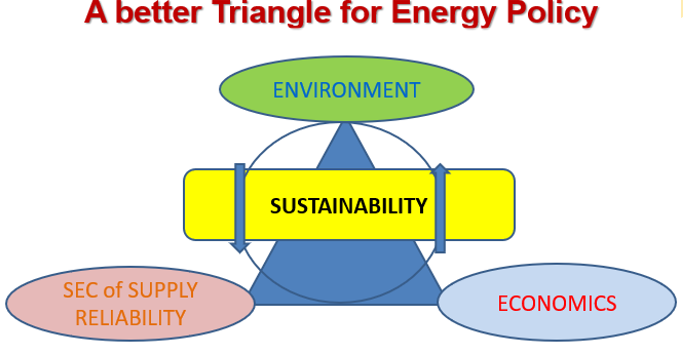 A better Triangle for Energy Policy
ENVIRONMENT
SUSTAINABILITY
SEC of SUPPLY
RELIABILITY
ECONOMICS